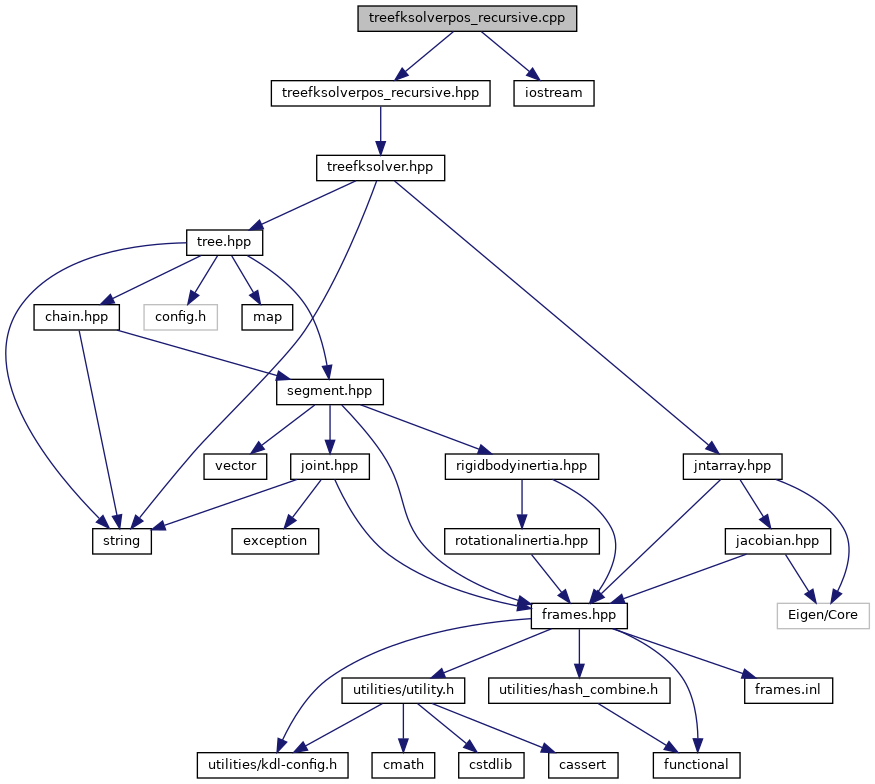 treefksolverpos_recursive.cpp
treefksolverpos_recursive.hpp
iostream
treefksolver.hpp
tree.hpp
chain.hpp
config.h
map
segment.hpp
vector
joint.hpp
rigidbodyinertia.hpp
jntarray.hpp
string
exception
rotationalinertia.hpp
jacobian.hpp
frames.hpp
Eigen/Core
utilities/utility.h
utilities/hash_combine.h
frames.inl
utilities/kdl-config.h
cmath
cstdlib
cassert
functional